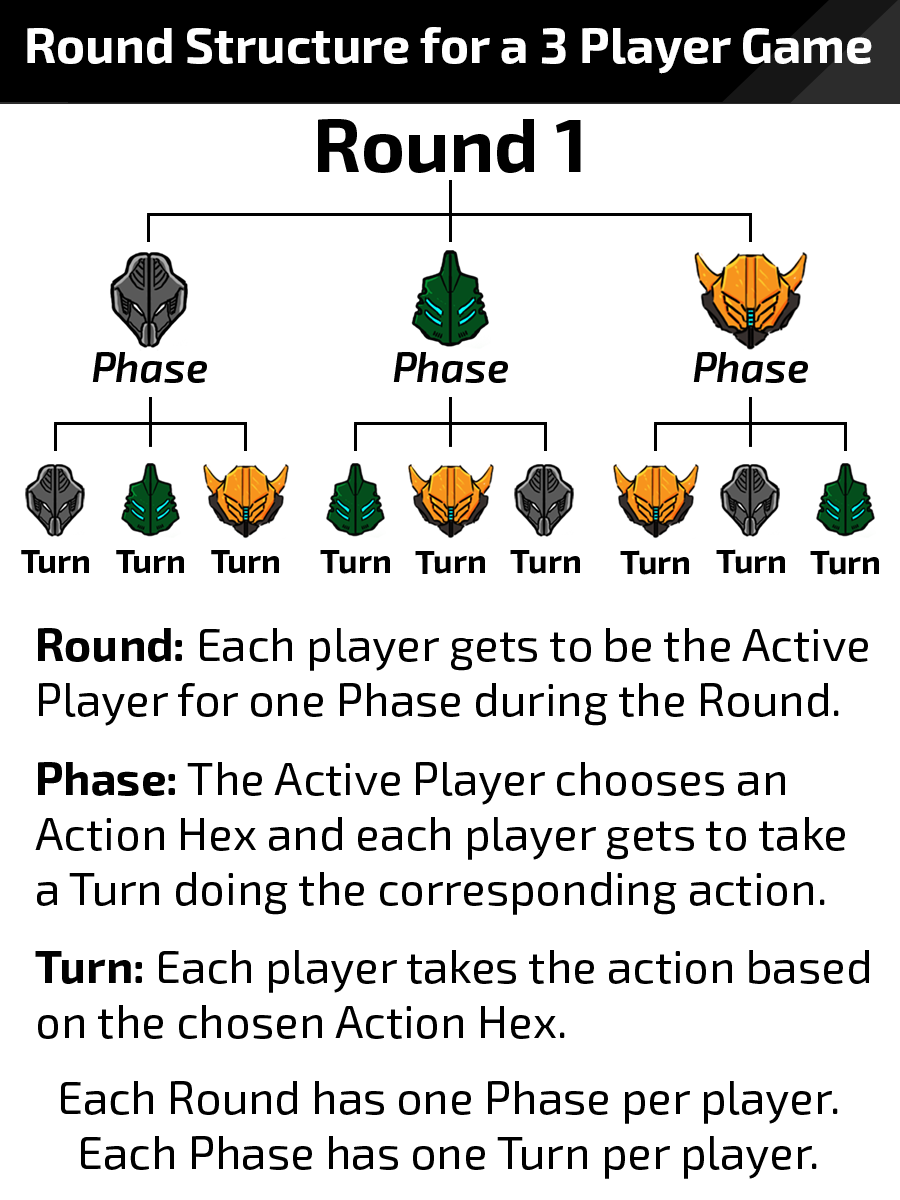 Round Structure for a 3 Player Game
Round 1
Phase Phase Phase
Turn Turn Turn Turn Turn Turn Turn Turn Turn
Round: Each player gets to be the Active
Player for one Phase during the Round.
Phase: The Active Player chooses an
Action Hex and each player gets to take
a Turn doing the corresponding action.
Turn: Each player takes the action based
on the chosen Action Hex.
Each Round has one Phase per player.
Each Phase has one Turn per player.